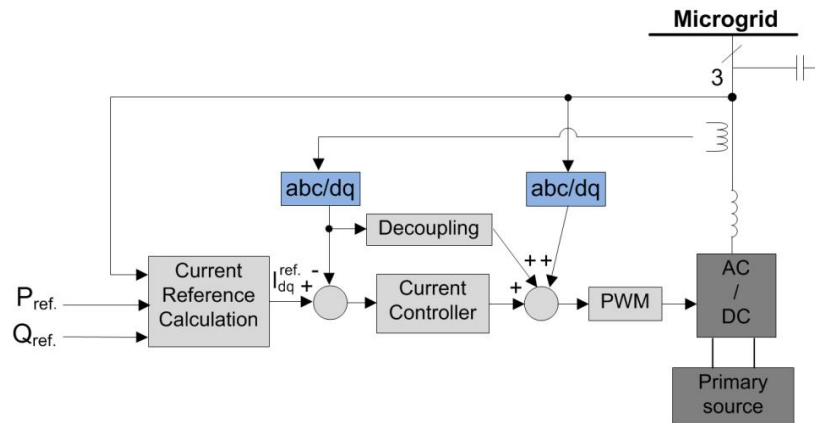 Microgrid
3
abc/dq
abc/dq
Decoupling
Current
Reference
Calculation
I ref. dq
-
+
Current
Controller
+ +
+
PWM
AC
/
DC
Pref.
Qref.
Primary
source